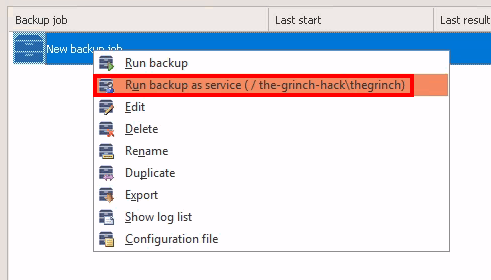 Backup job Last start Last result
New backup job
Run backup
Run backup as service ( / the-grinch-hack\thegrinch)
Edit
Delete
Rename
Duplicate
Export
Show log list
Configuration file